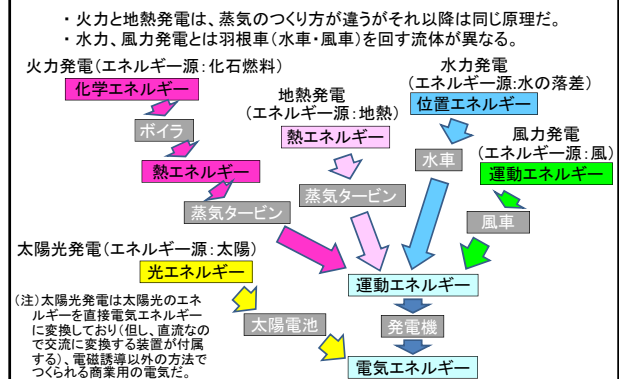 ・火力と地熱発電は、蒸気のつくり方が違うがそれ以降は同じ原理だ。
・水力、風力発電とは羽根車(水車・風車)を回す流体が異なる。
火力発電(エネルギー源:化石燃料)
化学エネルギー
ボイラ
熱エネルギー
蒸気タービン
地熱発電
(エネルギー源:地熱)
熱エネルギー
蒸気タービン
水力発電
(エネルギー源:水の落差)
位置エネルギー
水車
風力発電
(エネルギー源:風)
運動エネルギー
風車
太陽光発電(エネルギー源:太陽)
光エネルギー
太陽電池
運動エネルギー
発電機
電気エネルギー
(注)太陽光発電は太陽光のエネ
ルギーを直接電気エネルギー
に変換しており(但し、直流なの
で交流に変換する装置が付属
する)、電磁誘導以外の方法で
つくられる商業用の電気だ。